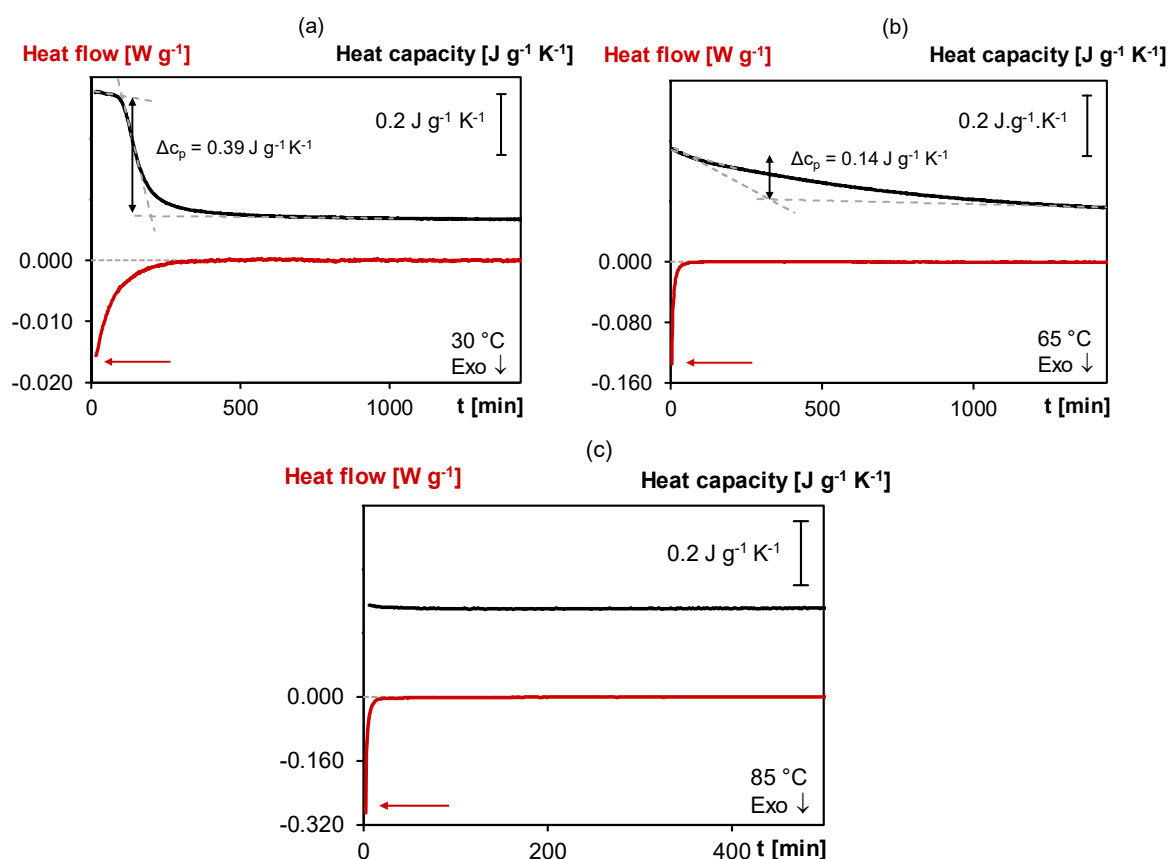 (a)
Heat flow [W g⁻¹] Heat capacity [J g⁻¹ K⁻¹]
0.2 J g⁻¹ K⁻¹
Δcₚ = 0.39 J g⁻¹ K⁻¹
0.000
-0.010
-0.020
30 °C
Exo ↓
0 500 1000 t [min]
(b)
Heat flow [W g⁻¹] Heat capacity [J g⁻¹ K⁻¹]
0.2 J.g⁻¹.K⁻¹
Δcₚ = 0.14 J g⁻¹ K⁻¹
0.000
-0.080
-0.160
65 °C
Exo ↓
0 500 1000 t [min]
(c)
Heat flow [W g⁻¹] Heat capacity [J g⁻¹ K⁻¹]
0.2 J g⁻¹ K⁻¹
0.000
-0.160
-0.320
85 °C
Exo ↓
0 200 400 t [min]